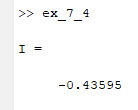 >> ex_7_4
I =
-0.43595